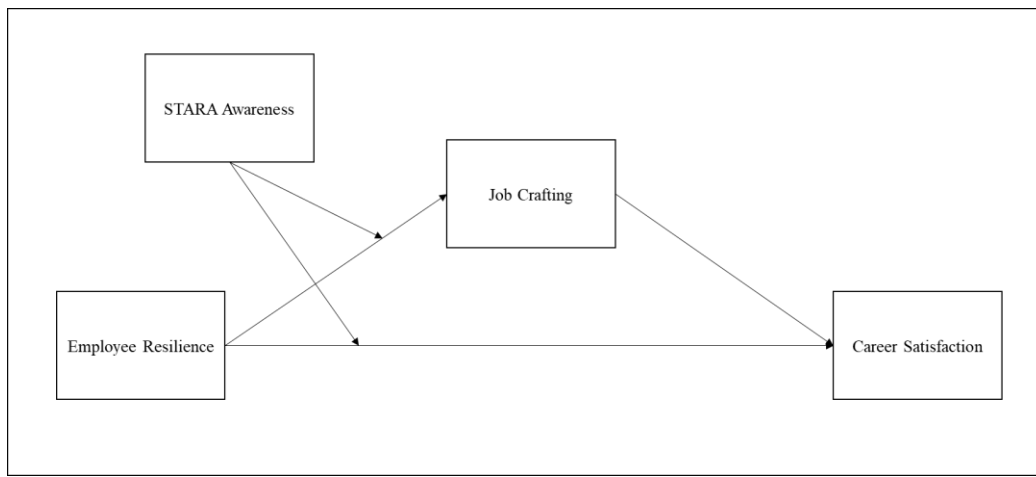 STARA Awareness
Job Crafting
Employee Resilience
Career Satisfaction